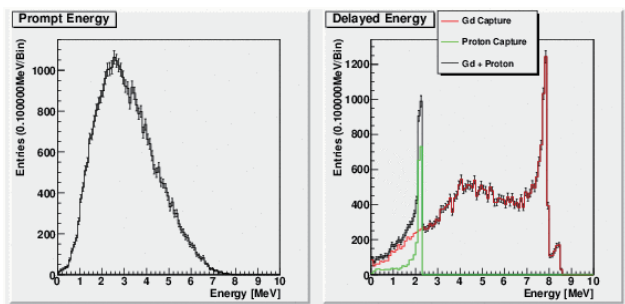 Prompt Energy
Entries (0.100000MeV/Bin)
1000
800
600
400
200
0
0 1 2 3 4 5 6 7 8 9 10
Energy [MeV]
Delayed Energy
Gd Capture
Proton Capture
Gd + Proton
Entries (0.100000MeV/Bin)
1200
1000
800
600
400
200
0
0 1 2 3 4 5 6 7 8 9 10
Energy [MeV]